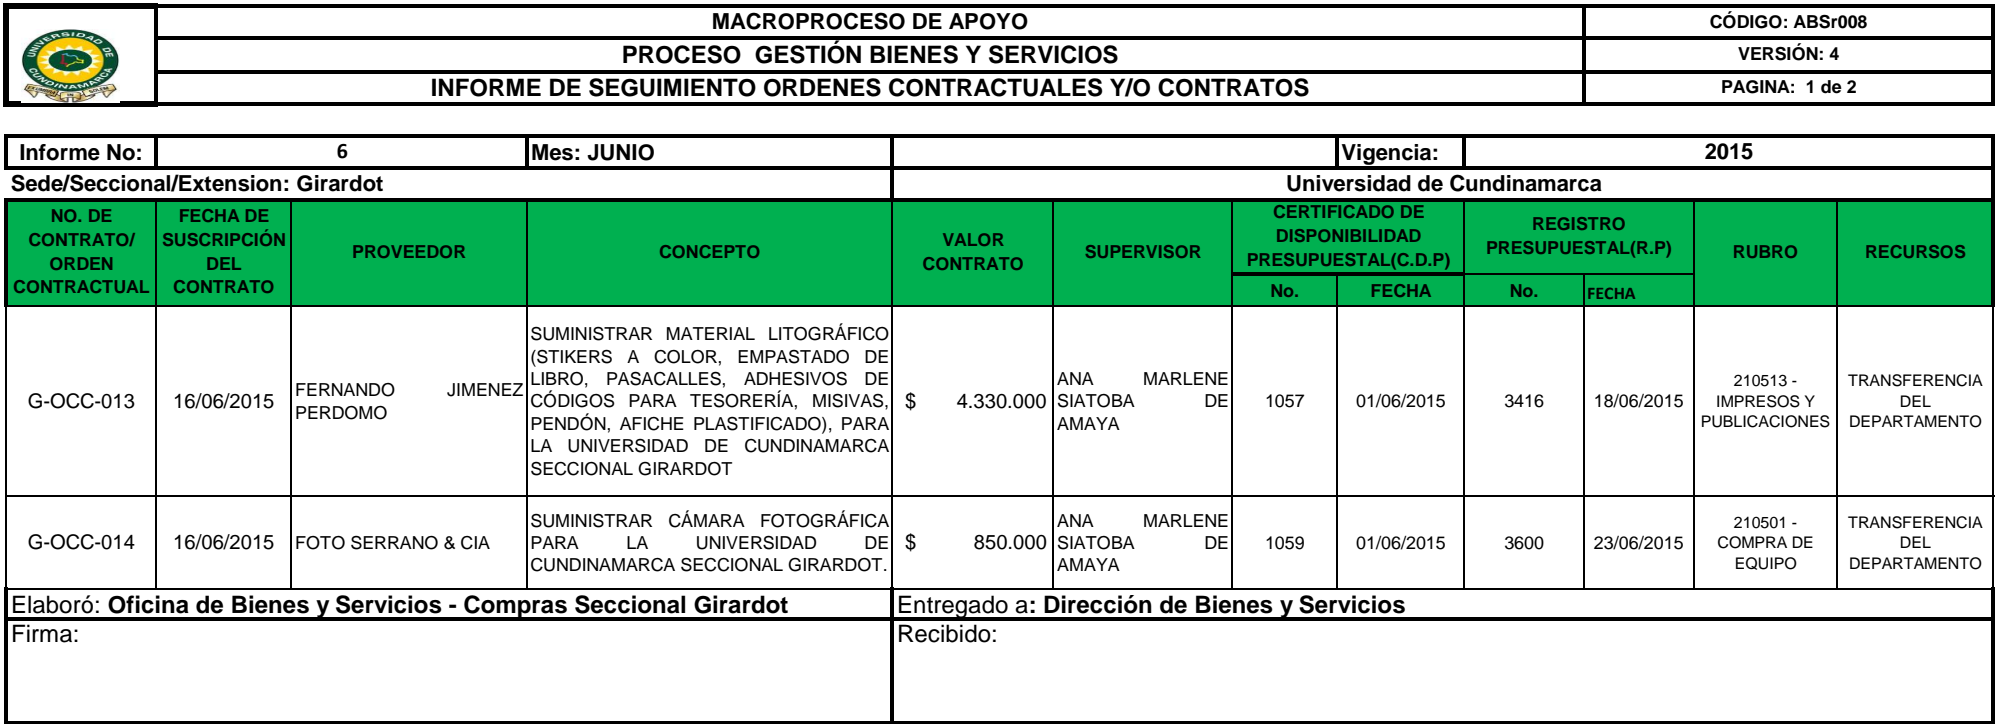 UNIVERSIDAD DE
CUNDINAMARCA
MACROPROCESO DE APOYO
CÓDIGO: ABSr008
PROCESO  GESTIÓN BIENES Y SERVICIOS
VERSIÓN: 4
INFORME DE SEGUIMIENTO ORDENES CONTRACTUALES Y/O CONTRATOS
PAGINA:  1 de 2
Informe No: 6 Mes: JUNIO Vigencia: 2015
Sede/Seccional/Extension: Girardot Universidad de Cundinamarca
NO. DE
CONTRATO/
ORDEN
CONTRACTUAL
FECHA DE
SUSCRIPCIÓN
DEL
CONTRATO
PROVEEDOR
CONCEPTO
VALOR
CONTRATO
SUPERVISOR
CERTIFICADO DE
DISPONIBILIDAD
PRESUPUESTAL(C.D.P)
No. FECHA
REGISTRO
PRESUPUESTAL(R.P)
No. FECHA
RUBRO
RECURSOS
G-OCC-013
16/06/2015
FERNANDO JIMENEZ
PERDOMO
SUMINISTRAR MATERIAL LITOGRÁFICO
(STIKERS A COLOR, EMPASTADO DE
LIBRO, PASACALLES, ADHESIVOS DE
CÓDIGOS PARA TESORERÍA, MISIVAS,
PENDÓN, AFICHE PLASTIFICADO), PARA
LA UNIVERSIDAD DE CUNDINAMARCA
SECCIONAL GIRARDOT
$ 4.330.000
ANA MARLENE
SIATOBA DE
AMAYA
1057
01/06/2015
3416
18/06/2015
210513 -
IMPRESOS Y
PUBLICACIONES
TRANSFERENCIA
DEL
DEPARTAMENTO
G-OCC-014
16/06/2015
FOTO SERRANO & CIA
SUMINISTRAR CÁMARA FOTOGRÁFICA
PARA LA UNIVERSIDAD DE
CUNDINAMARCA SECCIONAL GIRARDOT.
$ 850.000
ANA MARLENE
SIATOBA DE
AMAYA
1059
01/06/2015
3600
23/06/2015
210501 -
COMPRA DE
EQUIPO
TRANSFERENCIA
DEL
DEPARTAMENTO
Elaboró: Oficina de Bienes y Servicios - Compras Seccional Girardot
Entregado a: Dirección de Bienes y Servicios
Firma:
Recibido: